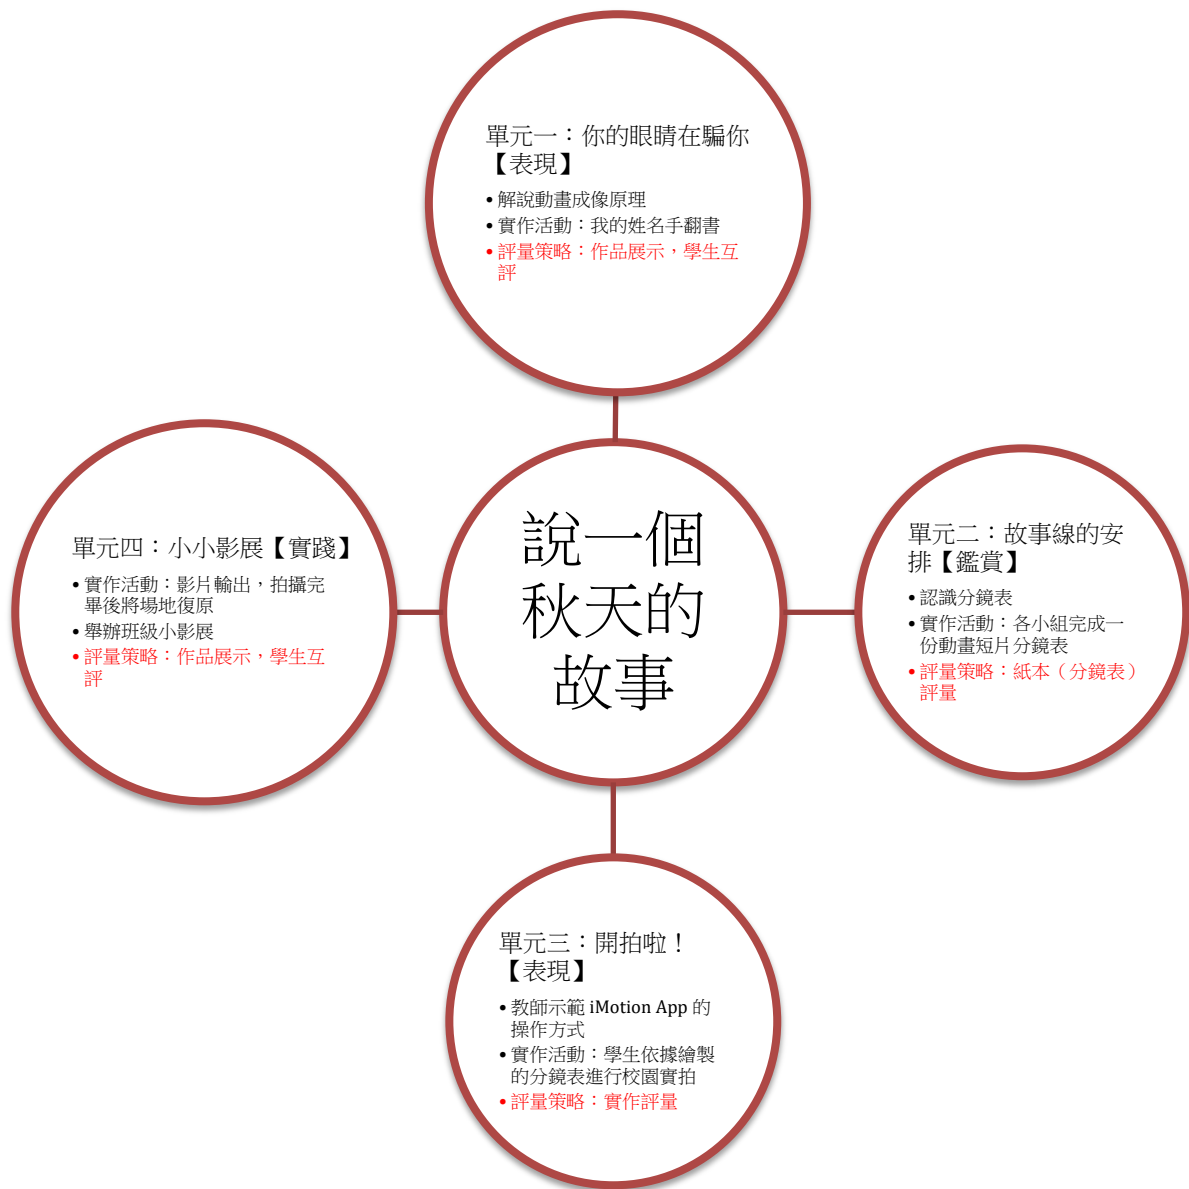 單元一：你的眼睛在騙你
【表現】
• 解說動畫成像原理
• 實作活動：我的姓名手翻書
• 評量策略：作品展示，學生互
評
說一個
秋天的
故事
單元二：故事線的安
排【鑑賞】
• 認識分鏡表
• 實作活動：各小組完成一
份動畫短片分鏡表
• 評量策略：紙本（分鏡表）
評量
單元三：開拍啦！
【表現】
• 教師示範 iMotion App 的
操作方式
• 實作活動：學生依據繪製
的分鏡表進行校園實拍
• 評量策略：實作評量
單元四：小小影展【實踐】
• 實作活動：影片輸出，拍攝完
畢後將場地復原
• 舉辦班級小影展
• 評量策略：作品展示，學生互
評